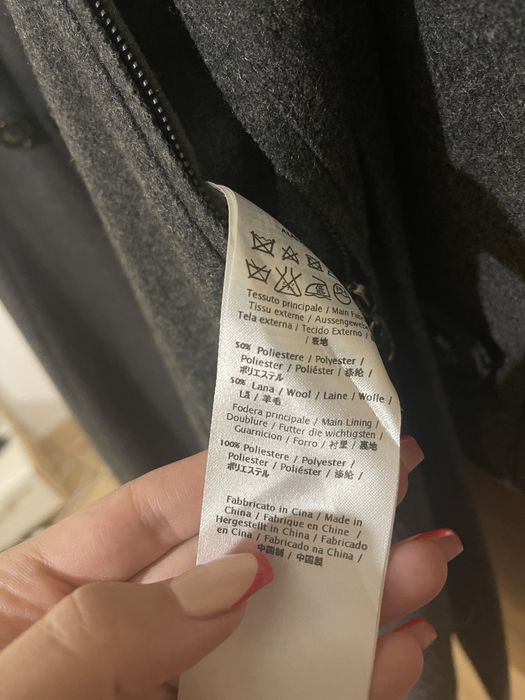 Tessuto principale / Main
Tissu externe / Aussengewebe
Tela externa / Tecido Externo /
/ 表地
50% Poliestere / Polyester /
Poliester / Poliéster / 涤纶 /
ポリエステル
50% Lana / Wool / Laine / Wolle /
Lã / 羊毛
Fodera principale / Main Lining /
Doublure / Futter die wichtigsten /
Guarnicion / Forro / 衬里 / 裏地
100% Poliestere / Polyester /
Poliester / Poliéster / 涤纶 /
ポリエステル
Fabbricato in Cina / Made in
China / Fabrique en Chine /
Hergestellt in China / Fabricado
en Cina / Fabricado na China /
中国制 / 中国製